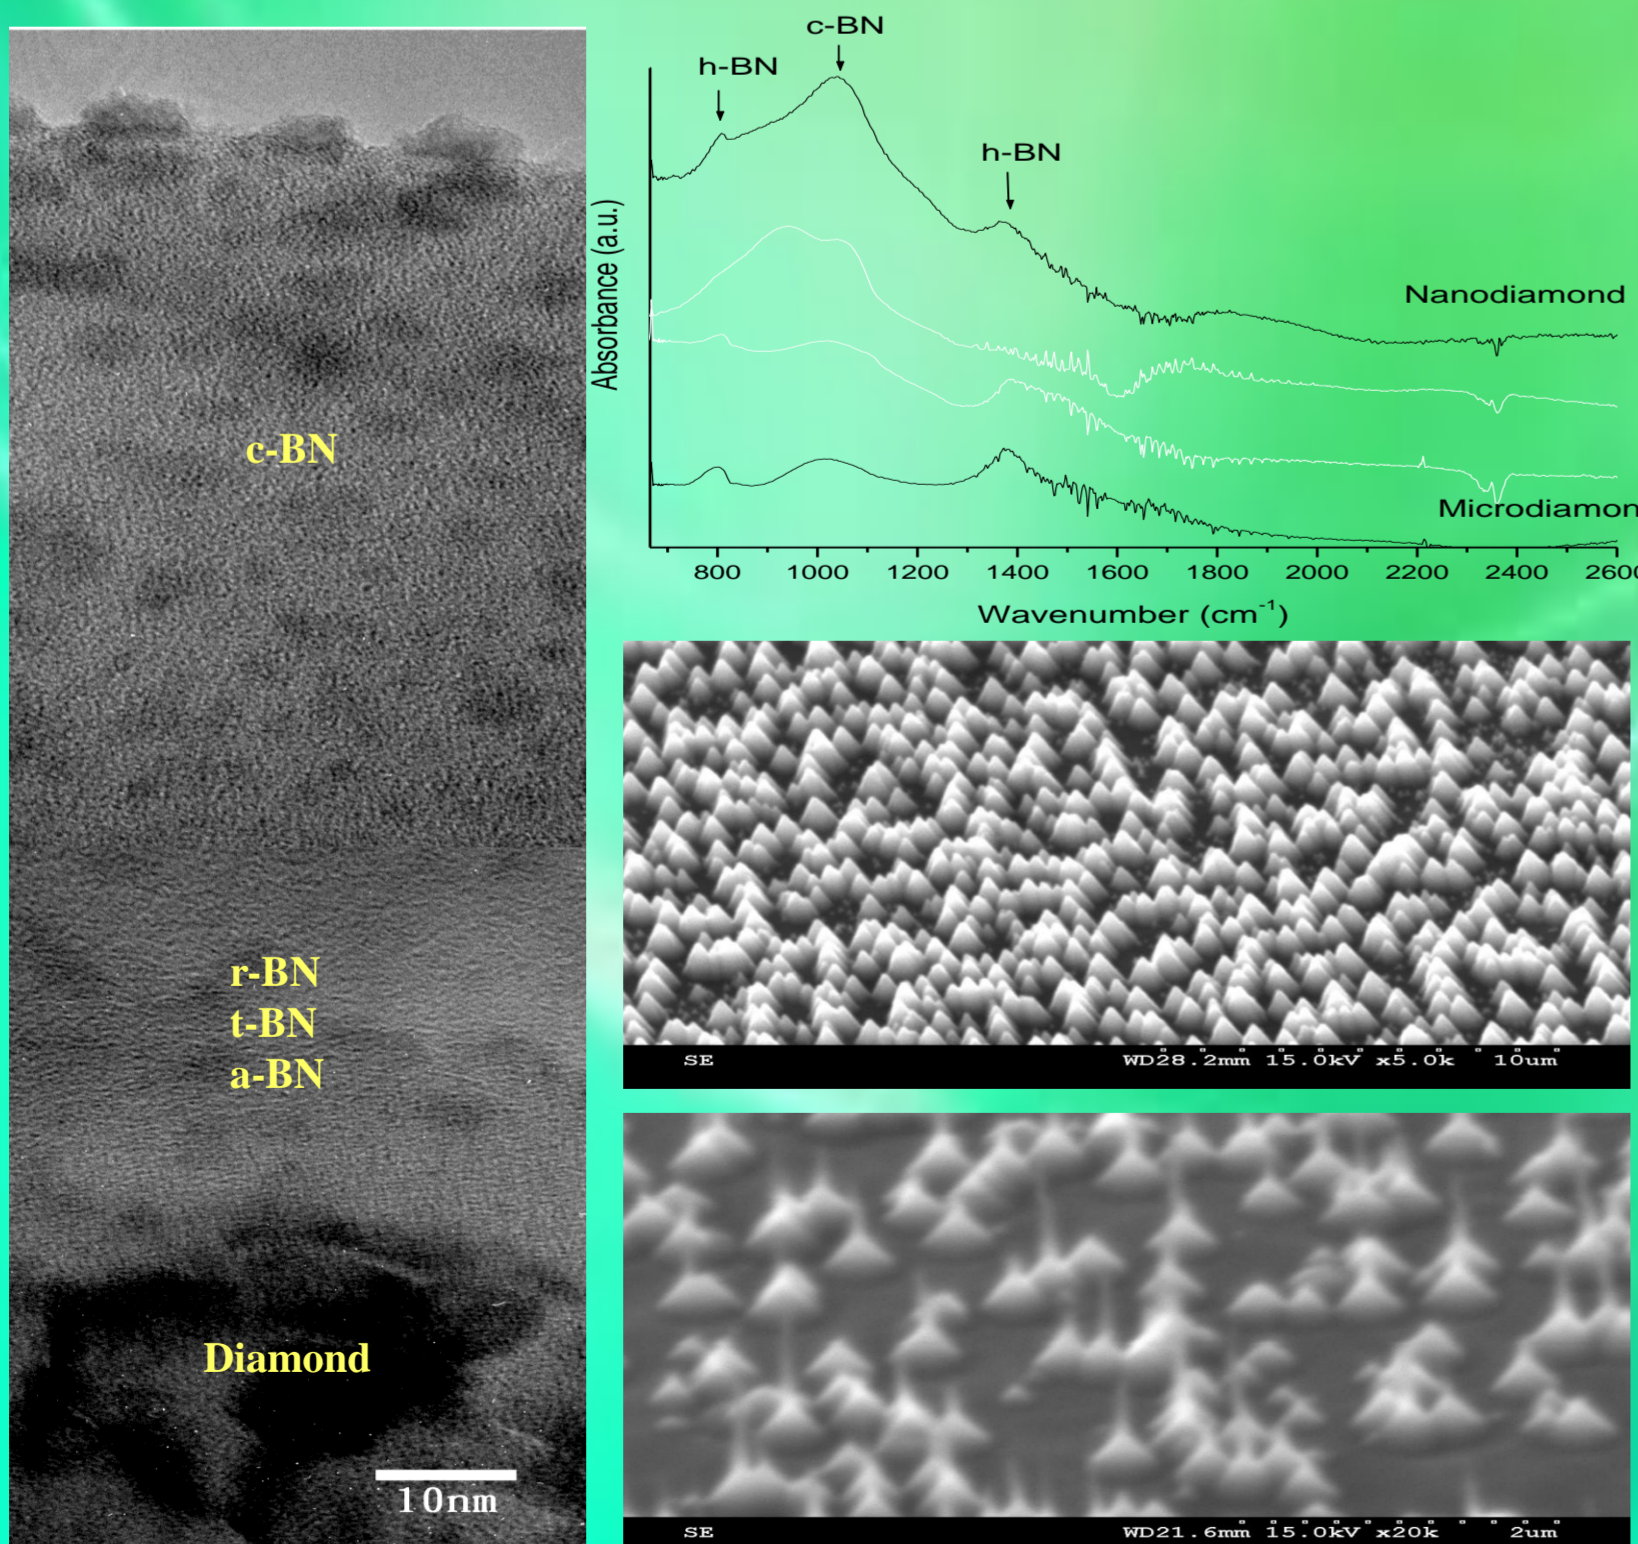 c-BN
r-BN
t-BN
a-BN
Diamond
10nm
c-BN
h-BN
h-BN
Absorbance (a.u.)
Nanodiamond
Microdiamon
800 1000 1200 1400 1600 1800 2000 2200 2400 2600
Wavenumber (cm⁻¹)
SE WD28.2mm 15.0kV x5.0k 10um
SE WD21.6mm 15.0kV x20k 2um